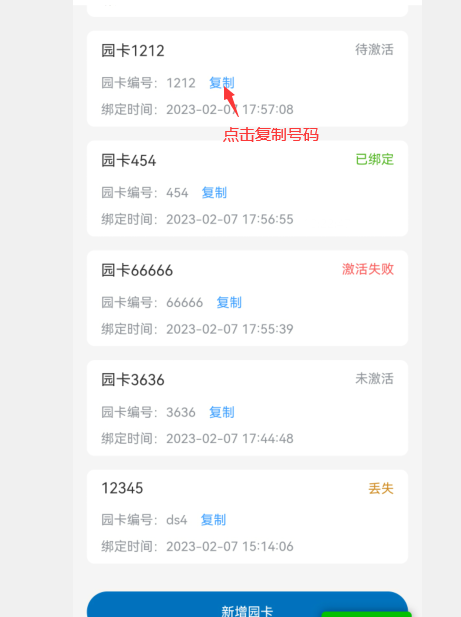 园卡1212 待激活
园卡编号：1212 复制
绑定时间：2023-02-07 17:57:08
点击复制号码
园卡454 已绑定
园卡编号：454 复制
绑定时间：2023-02-07 17:56:55
园卡66666 激活失败
园卡编号：66666 复制
绑定时间：2023-02-07 17:55:39
园卡3636 未激活
园卡编号：3636 复制
绑定时间：2023-02-07 17:44:48
12345 丢失
园卡编号：ds4 复制
绑定时间：2023-02-07 15:14:06
新增园卡